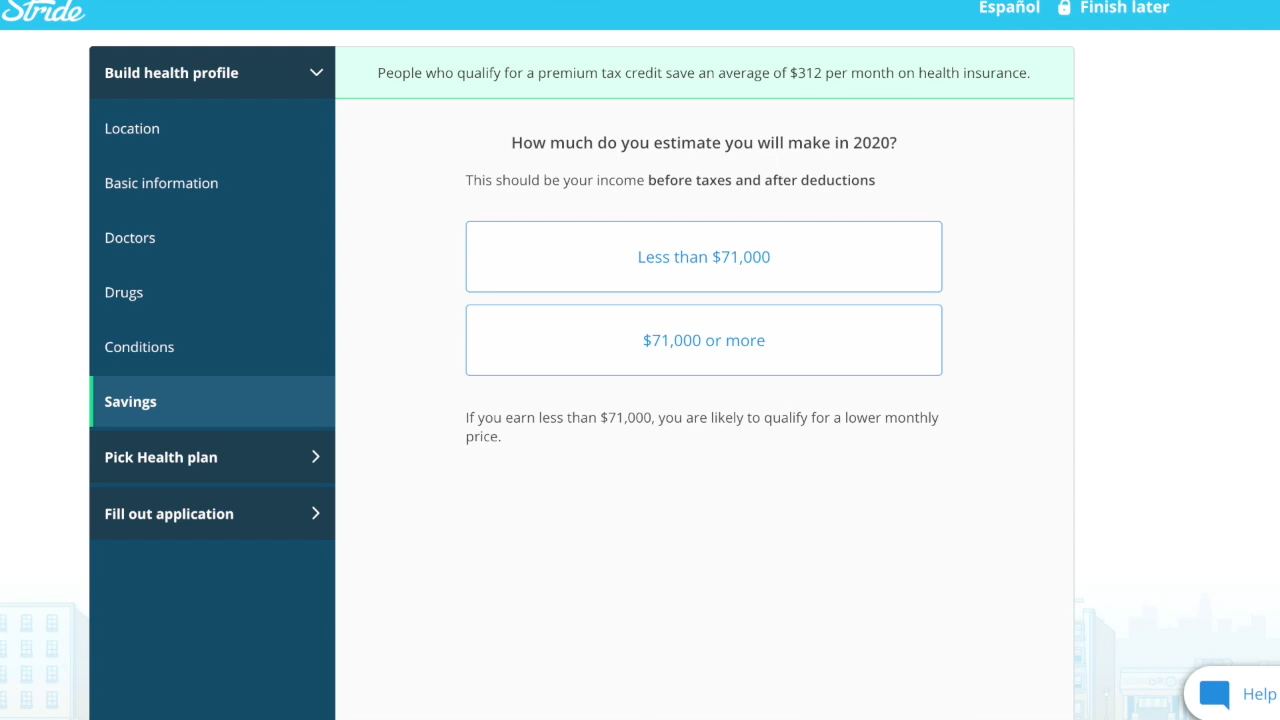 Stride
Español
Finish later
Build health profile
Location
Basic information
Doctors
Drugs
Conditions
Savings
Pick Health plan
Fill out application
People who qualify for a premium tax credit save an average of $312 per month on health insurance.
How much do you estimate you will make in 2020?
This should be your income before taxes and after deductions
Less than $71,000
$71,000 or more
If you earn less than $71,000, you are likely to qualify for a lower monthly
price.
Help